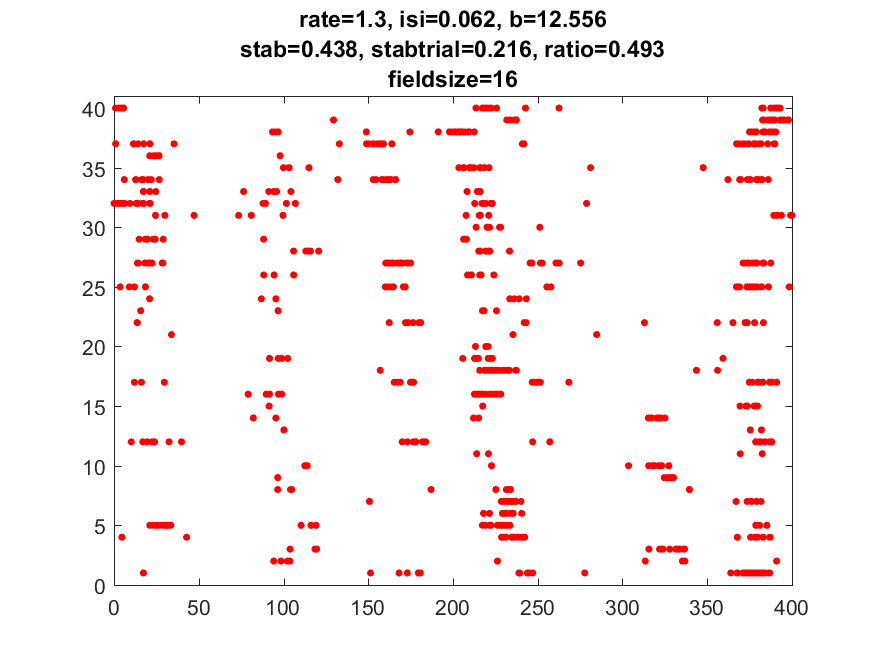 rate=1.3, isi=0.062, b=12.556
stab=0.438, stabtrial=0.216, ratio=0.493
fieldsize=16
40
35
30
25
20
15
10
5
0
0 50 100 150 200 250 300 350 400